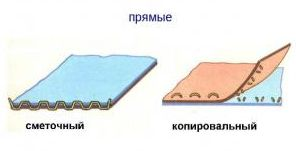 прямые
сметочный
копировальный